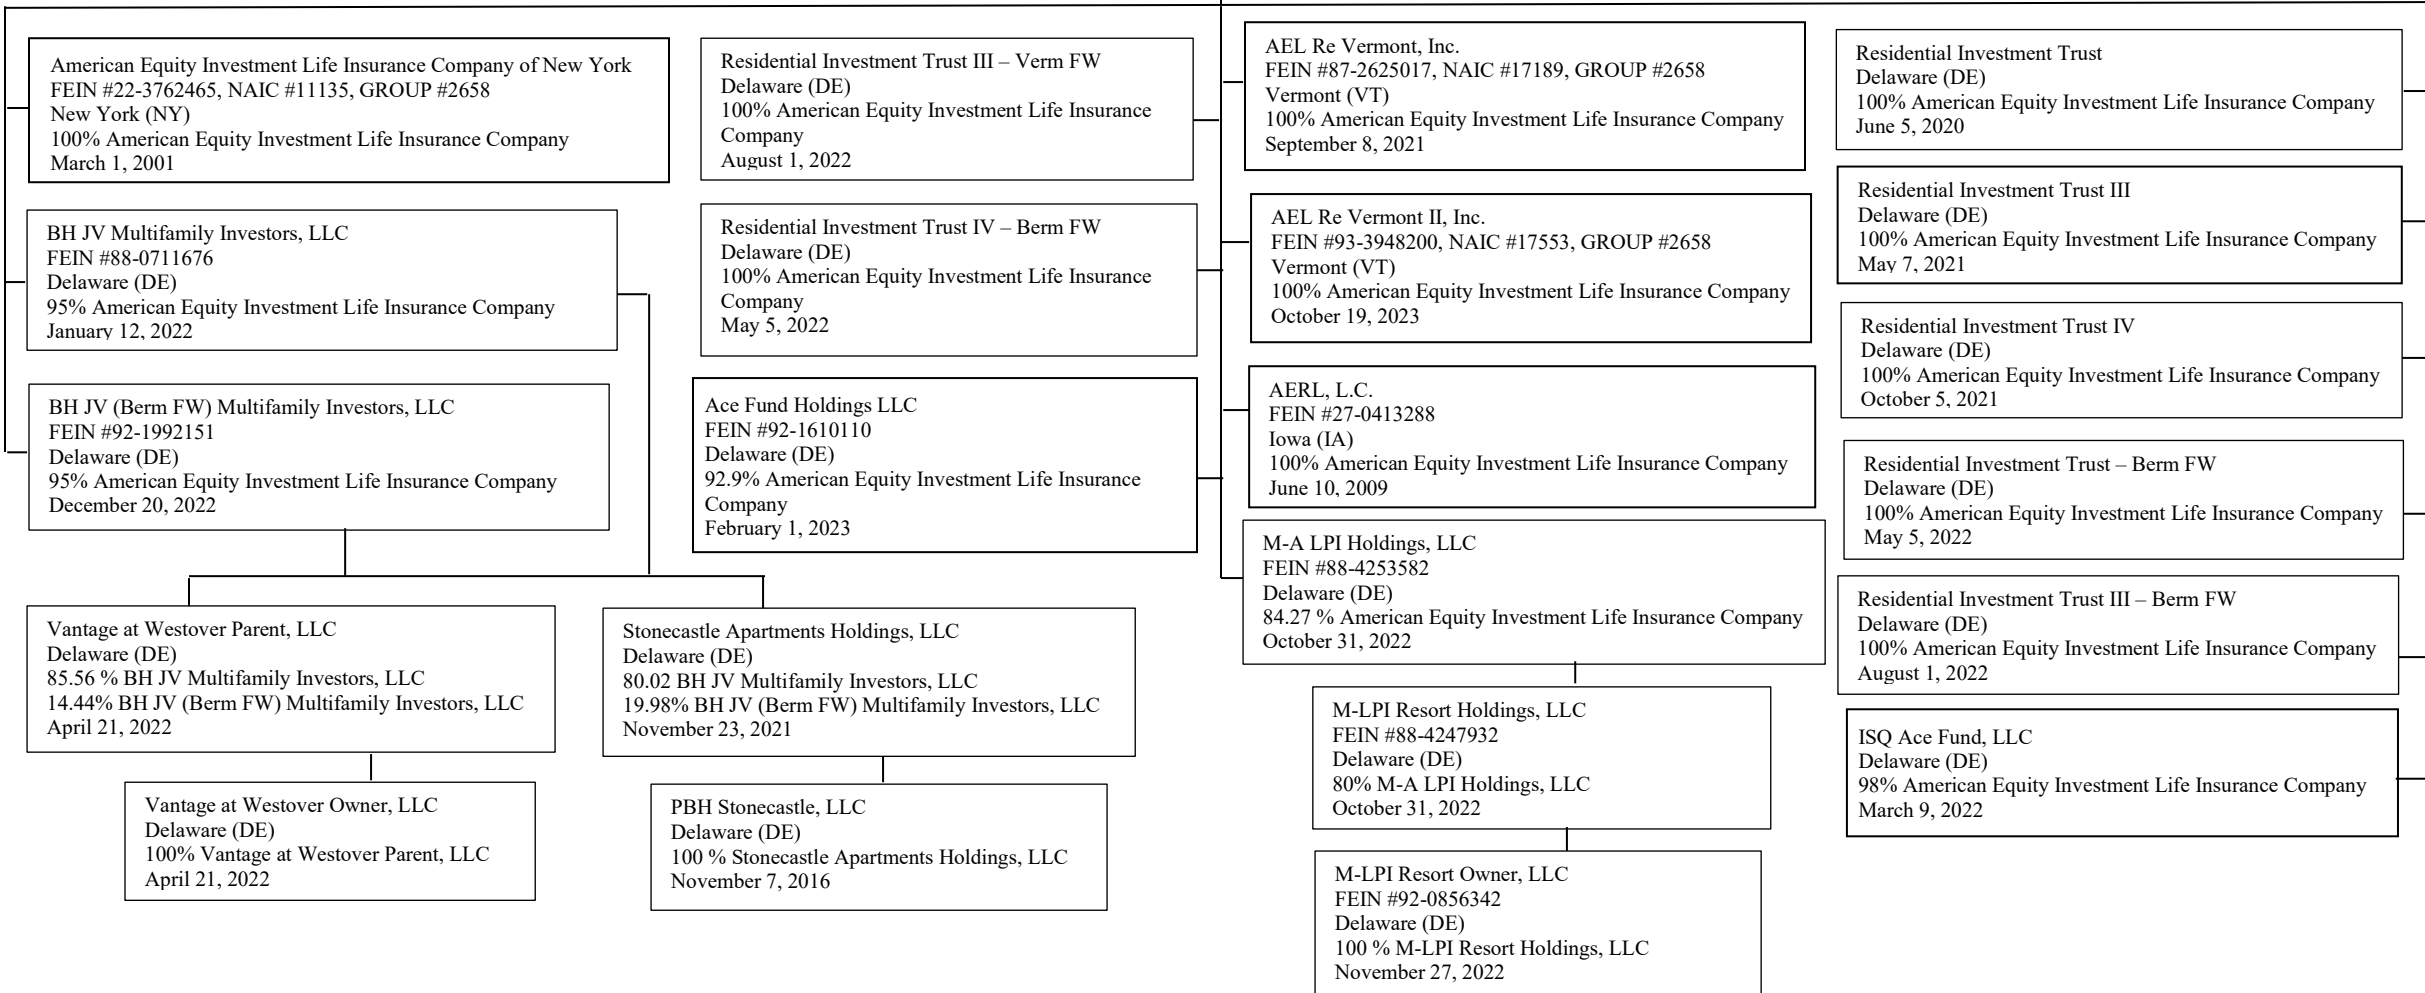 American Equity Investment Life Insurance Company of New York
FEIN #22-3762465, NAIC #11135, GROUP #2658
New York (NY)
100% American Equity Investment Life Insurance Company
March 1, 2001
BH JV Multifamily Investors, LLC
FEIN #88-0711676
Delaware (DE)
95% American Equity Investment Life Insurance Company
January 12, 2022
BH JV (Berm FW) Multifamily Investors, LLC
FEIN #92-1992151
Delaware (DE)
95% American Equity Investment Life Insurance Company
December 20, 2022
Vantage at Westover Parent, LLC
Delaware (DE)
85.56 % BH JV Multifamily Investors, LLC
14.44% BH JV (Berm FW) Multifamily Investors, LLC
April 21, 2022
Vantage at Westover Owner, LLC
Delaware (DE)
100% Vantage at Westover Parent, LLC
April 21, 2022
Stonecastle Apartments Holdings, LLC
Delaware (DE)
80.02 BH JV Multifamily Investors, LLC
19.98% BH JV (Berm FW) Multifamily Investors, LLC
November 23, 2021
PBH Stonecastle, LLC
Delaware (DE)
100 % Stonecastle Apartments Holdings, LLC
November 7, 2016
Residential Investment Trust III – Verm FW
Delaware (DE)
100% American Equity Investment Life Insurance
Company
August 1, 2022
Residential Investment Trust IV – Berm FW
Delaware (DE)
100% American Equity Investment Life Insurance
Company
May 5, 2022
Ace Fund Holdings LLC
FEIN #92-1610110
Delaware (DE)
92.9% American Equity Investment Life Insurance
Company
February 1, 2023
AEL Re Vermont, Inc.
FEIN #87-2625017, NAIC #17189, GROUP #2658
Vermont (VT)
100% American Equity Investment Life Insurance Company
September 8, 2021
AEL Re Vermont II, Inc.
FEIN #93-3948200, NAIC #17553, GROUP #2658
Vermont (VT)
100% American Equity Investment Life Insurance Company
October 19, 2023
AERL, L.C.
FEIN #27-0413288
Iowa (IA)
100% American Equity Investment Life Insurance Company
June 10, 2009
M-A LPI Holdings, LLC
FEIN #88-4253582
Delaware (DE)
84.27 % American Equity Investment Life Insurance Company
October 31, 2022
M-LPI Resort Holdings, LLC
FEIN #88-4247932
Delaware (DE)
80% M-A LPI Holdings, LLC
October 31, 2022
M-LPI Resort Owner, LLC
FEIN #92-0856342
Delaware (DE)
100 % M-LPI Resort Holdings, LLC
November 27, 2022
Residential Investment Trust
Delaware (DE)
100% American Equity Investment Life Insurance Company
June 5, 2020
Residential Investment Trust III
Delaware (DE)
100% American Equity Investment Life Insurance Company
May 7, 2021
Residential Investment Trust IV
Delaware (DE)
100% American Equity Investment Life Insurance Company
October 5, 2021
Residential Investment Trust – Berm FW
Delaware (DE)
100% American Equity Investment Life Insurance Company
May 5, 2022
Residential Investment Trust III – Berm FW
Delaware (DE)
100% American Equity Investment Life Insurance Company
August 1, 2022
ISQ Ace Fund, LLC
Delaware (DE)
98% American Equity Investment Life Insurance Company
March 9, 2022